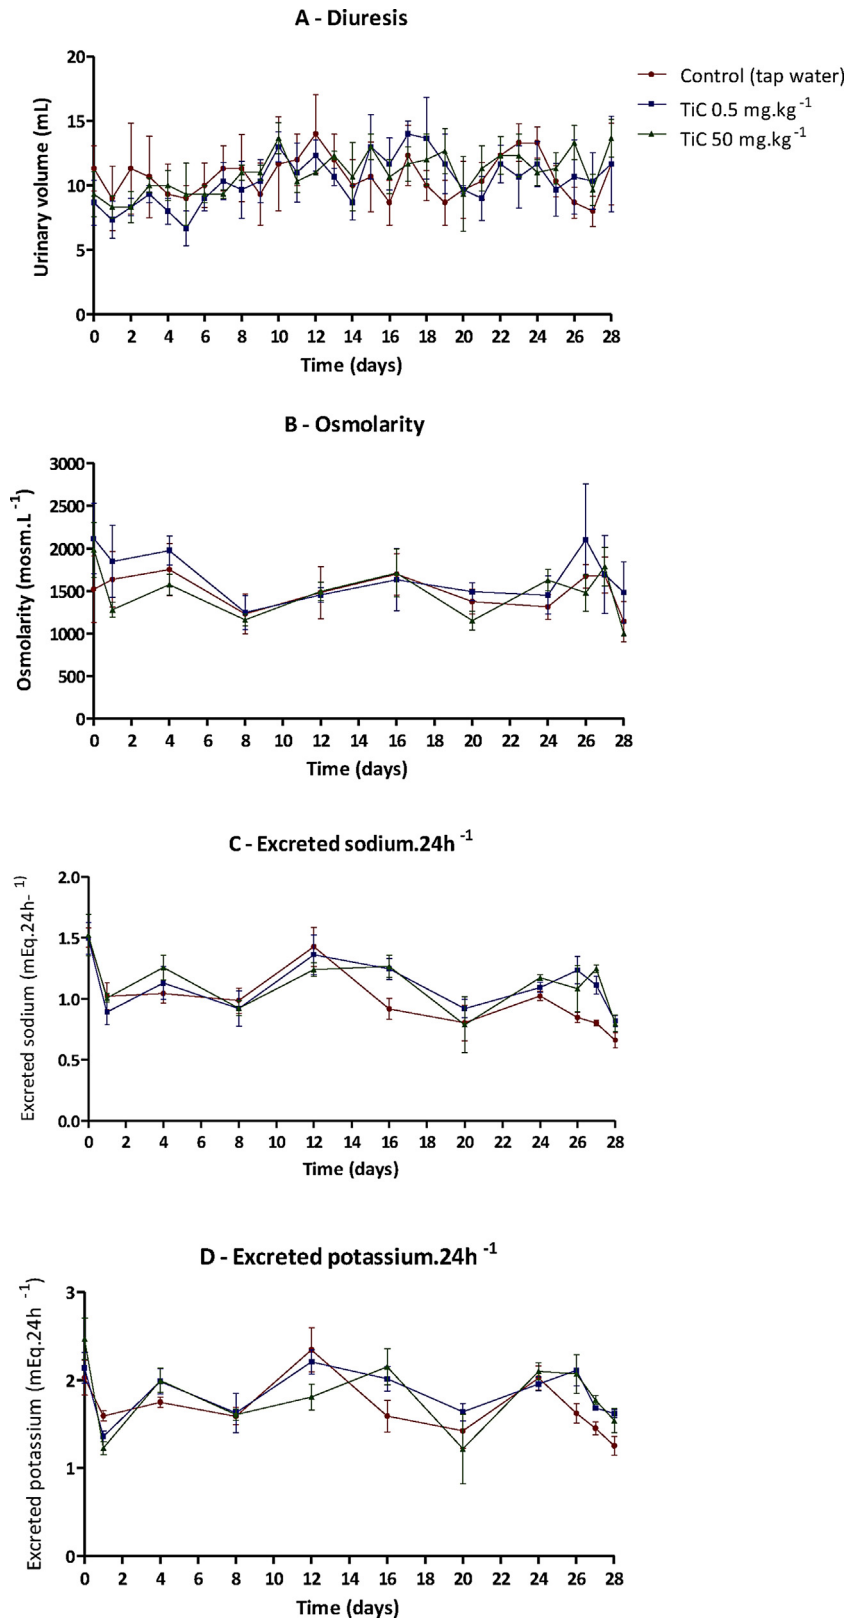 A - Diuresis
20
15
10
5
0
Urinary volume (mL)
0 2 4 6 8 10 12 14 16 18 20 22 24 26 28
Time (days)
Control (tap water)
TiC 0.5 mg.kg⁻¹
TiC 50 mg.kg⁻¹
B - Osmolarity
3000
2500
2000
1500
1000
500
0
Osmolarity (mosm.L⁻¹)
0 2 4 6 8 10 12 14 16 18 20 22 24 26 28
Time (days)
C - Excreted sodium.24h ⁻¹
2.0
1.5
1.0
0.5
0.0
Excreted sodium (mEq.24h-¹⁾
0 2 4 6 8 10 12 14 16 18 20 22 24 26 28
Time (days)
D - Excreted potassium.24h ⁻¹
3
2
1
0
Excreted potassium (mEq.24h ⁻¹)
0 2 4 6 8 10 12 14 16 18 20 22 24 26 28
Time (days)